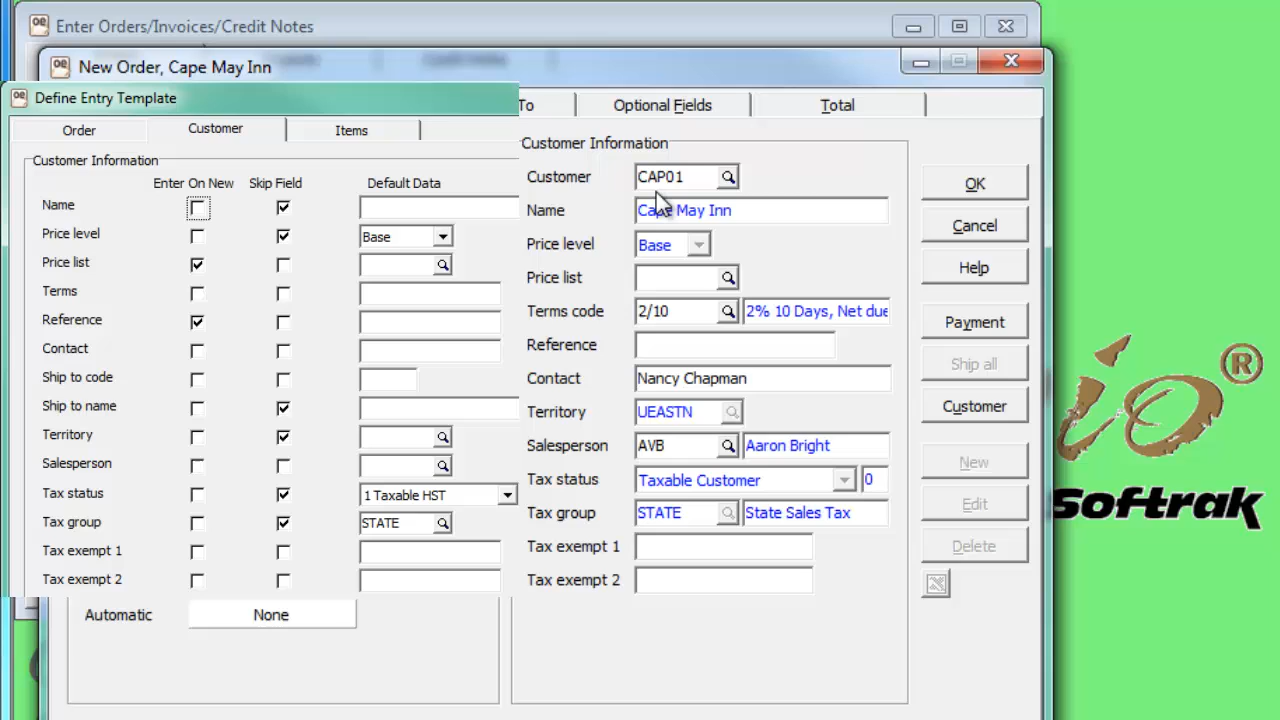 Enter Orders/Invoices/Credit Notes
New Order, Cape May Inn
Define Entry Template
To Optional Fields Total
Order Customer Items
Customer Information
Enter On New Skip Field Default Data
Name
Price level Base
Price list
Terms
Reference
Contact
Ship to code
Ship to name
Territory
Salesperson
Tax status 1 Taxable HST
Tax group STATE
Tax exempt 1
Tax exempt 2
Automatic None
Customer Information
Customer CAP01
Name Cape May Inn
Price level Base
Price list
Terms code 2/10 2% 10 Days, Net due
Reference
Contact Nancy Chapman
Territory UEASTN
Salesperson AVB Aaron Bright
Tax status Taxable Customer 0
Tax group STATE State Sales Tax
Tax exempt 1
Tax exempt 2
OK
Cancel
Help
Payment
Ship all
Customer
New
Edit
Delete
io®
Softrak